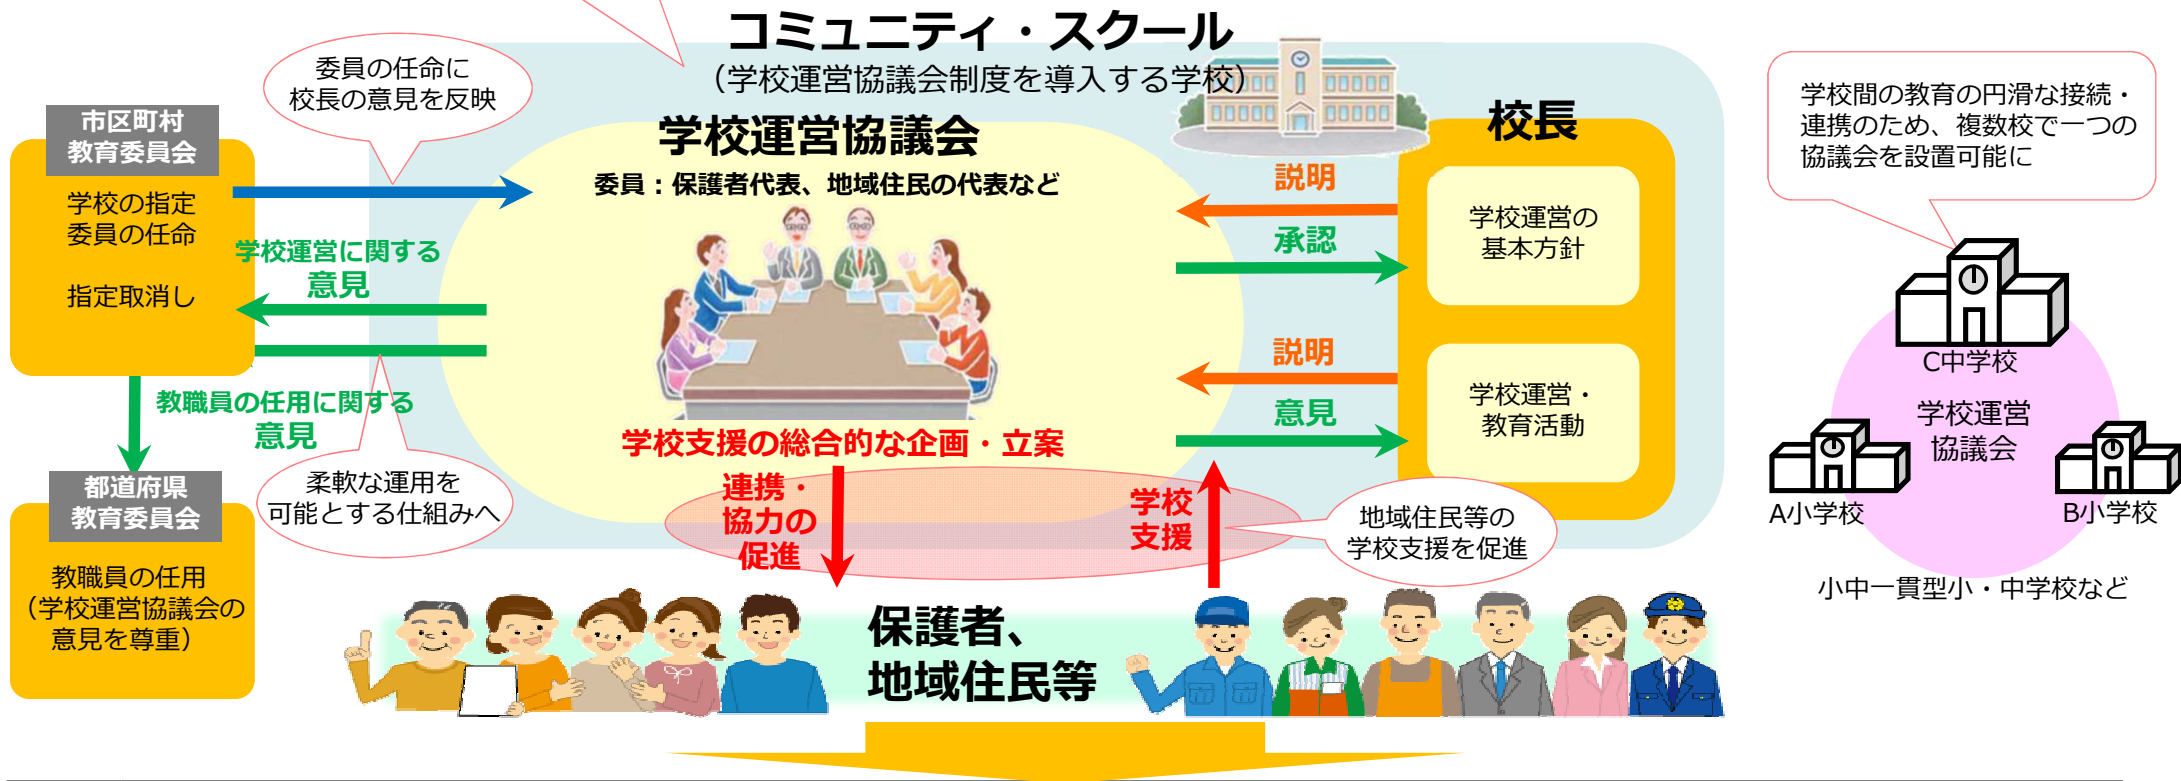 コミュニティ・スクール
（学校運営協議会制度を導入する学校）
委員の任命に
校長の意見を反映
市区町村
教育委員会
学校の指定
委員の任命
指定取消し
学校運営に関する
意見
教職員の任用に関する
意見
柔軟な運用を
可能とする仕組みへ
都道府県
教育委員会
教職員の任用
（学校運営協議会の
意見を尊重）
学校運営協議会
委員：保護者代表、地域住民の代表など
学校支援の総合的な企画・立案
連携・
協力の
促進
学校
支援
地域住民等の
学校支援を促進
説明
承認
説明
意見
校長
学校運営の
基本方針
学校運営・
教育活動
保護者、
地域住民等
学校間の教育の円滑な接続・
連携のため、複数校で一つの
協議会を設置可能に
C中学校
学校運営
協議会
A小学校
B小学校
小中一貫型小・中学校など